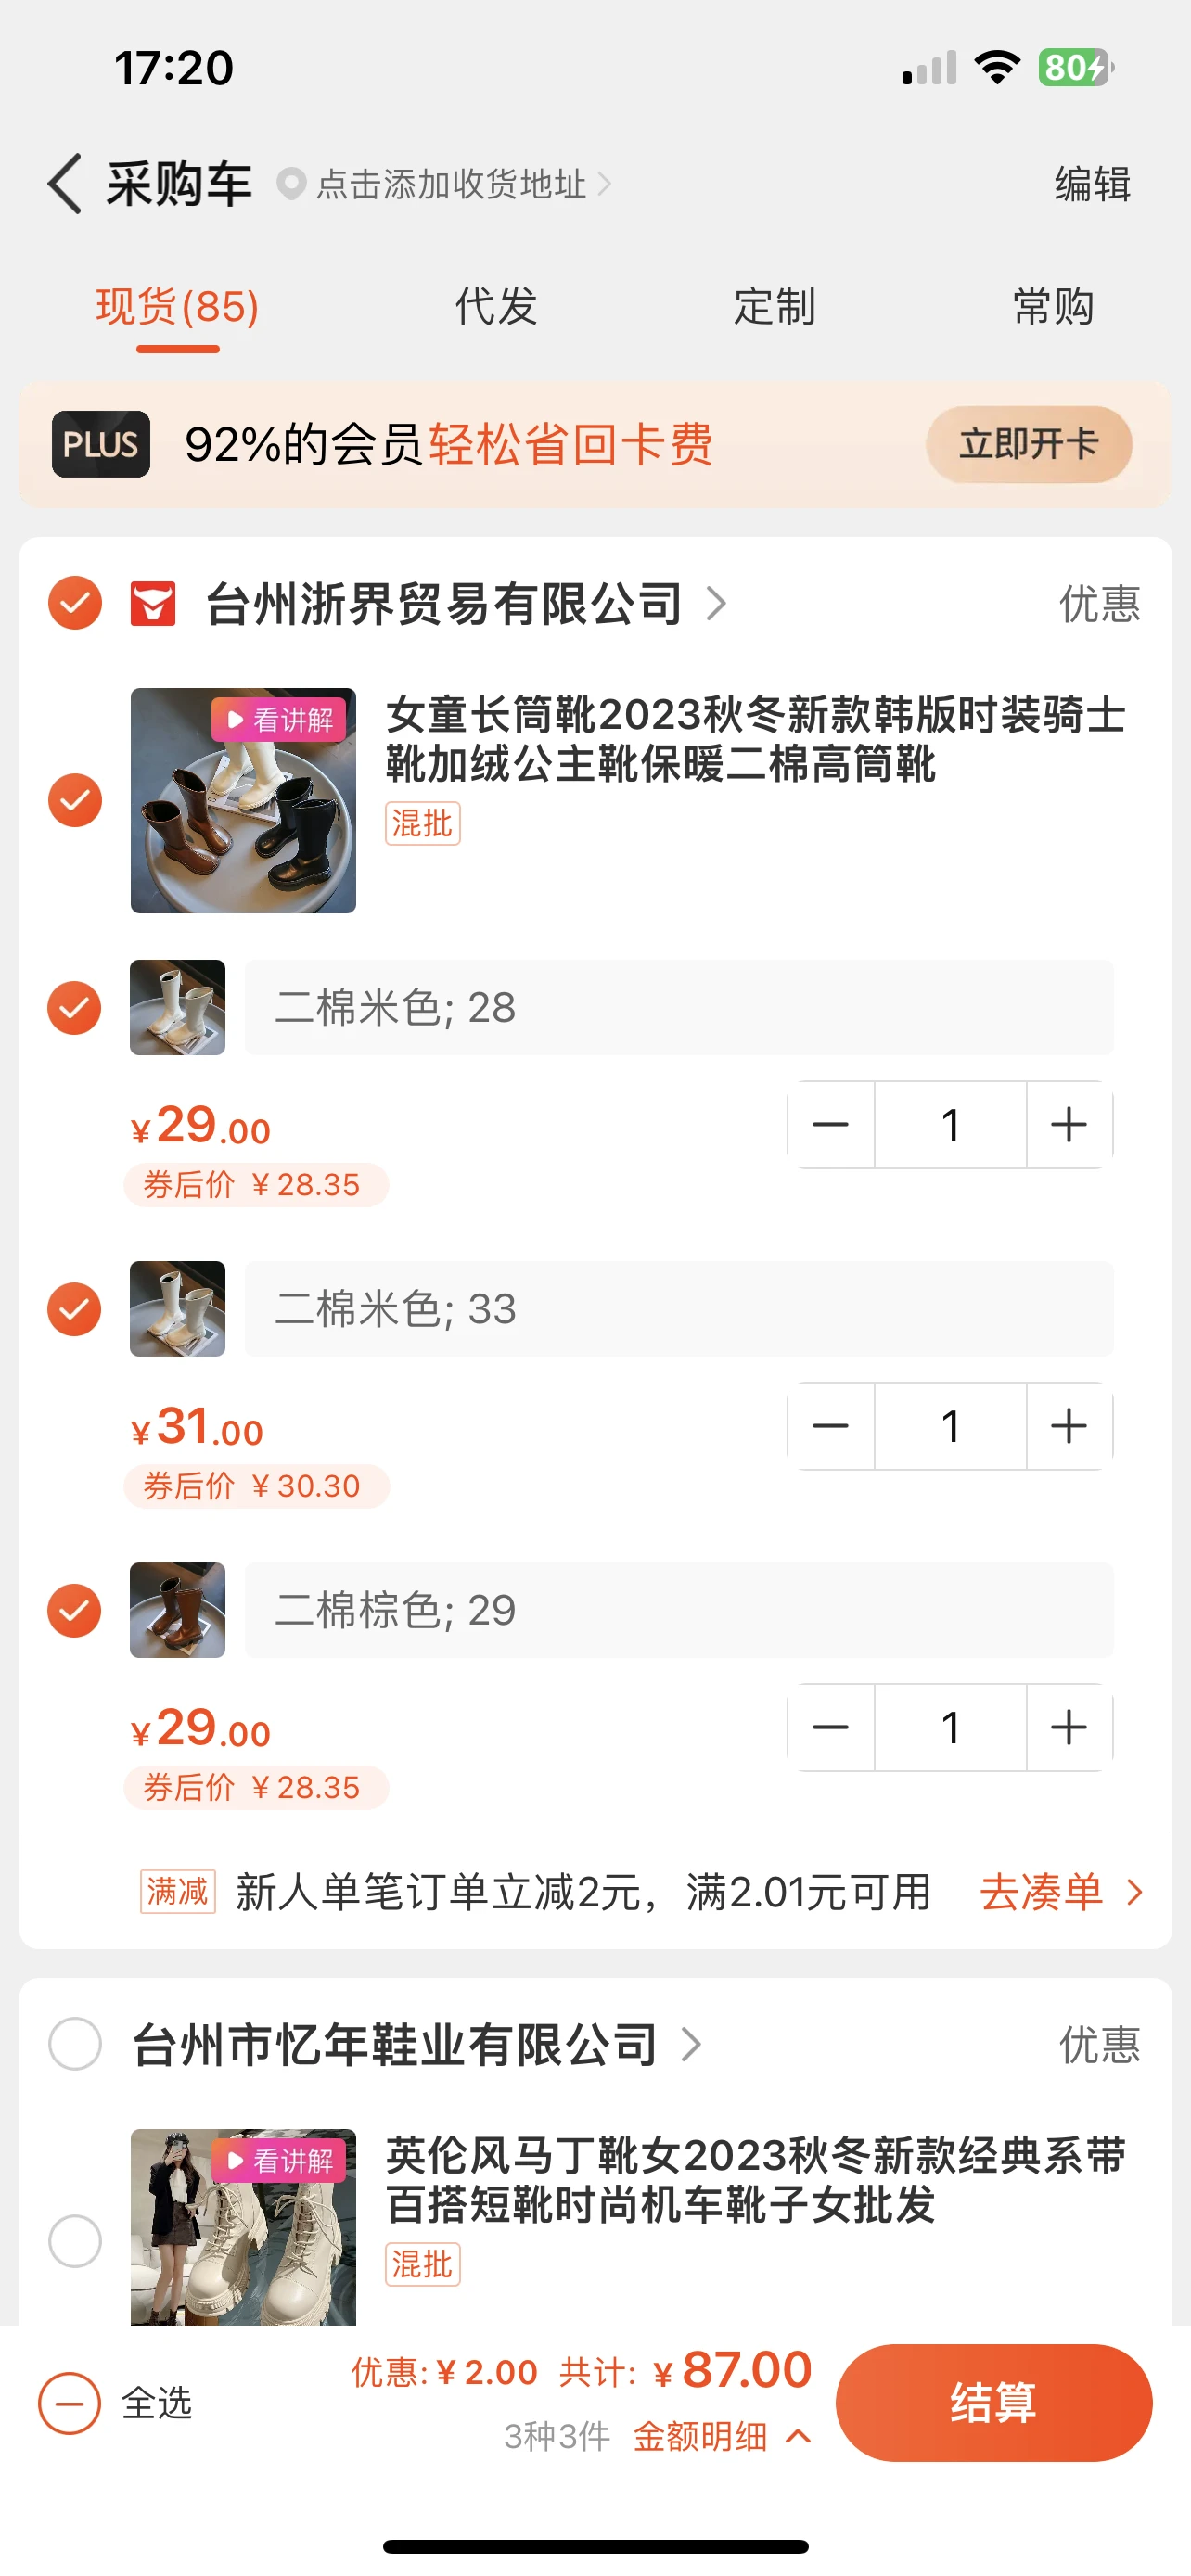 17:20
80
采购车 点击添加收货地址
编辑
现货(85) 代发 定制 常购
PLUS 92%的会员轻松省回卡费 立即开卡
台州浙界贸易有限公司 优惠
看讲解
女童长筒靴2023秋冬新款韩版时装骑士
靴加绒公主靴保暖二棉高筒靴
混批
二棉米色; 28
¥29.00
1
券后价 ¥28.35
二棉米色; 33
¥31.00
1
券后价 ¥30.30
二棉棕色; 29
¥29.00
1
券后价 ¥28.35
满减 新人单笔订单立减2元，满2.01元可用 去凑单
台州市忆年鞋业有限公司 优惠
看讲解
英伦风马丁靴女2023秋冬新款经典系带
百搭短靴时尚机车靴子女批发
混批
全选
优惠:¥2.00 共计: ¥87.00
3种3件 金额明细
结算